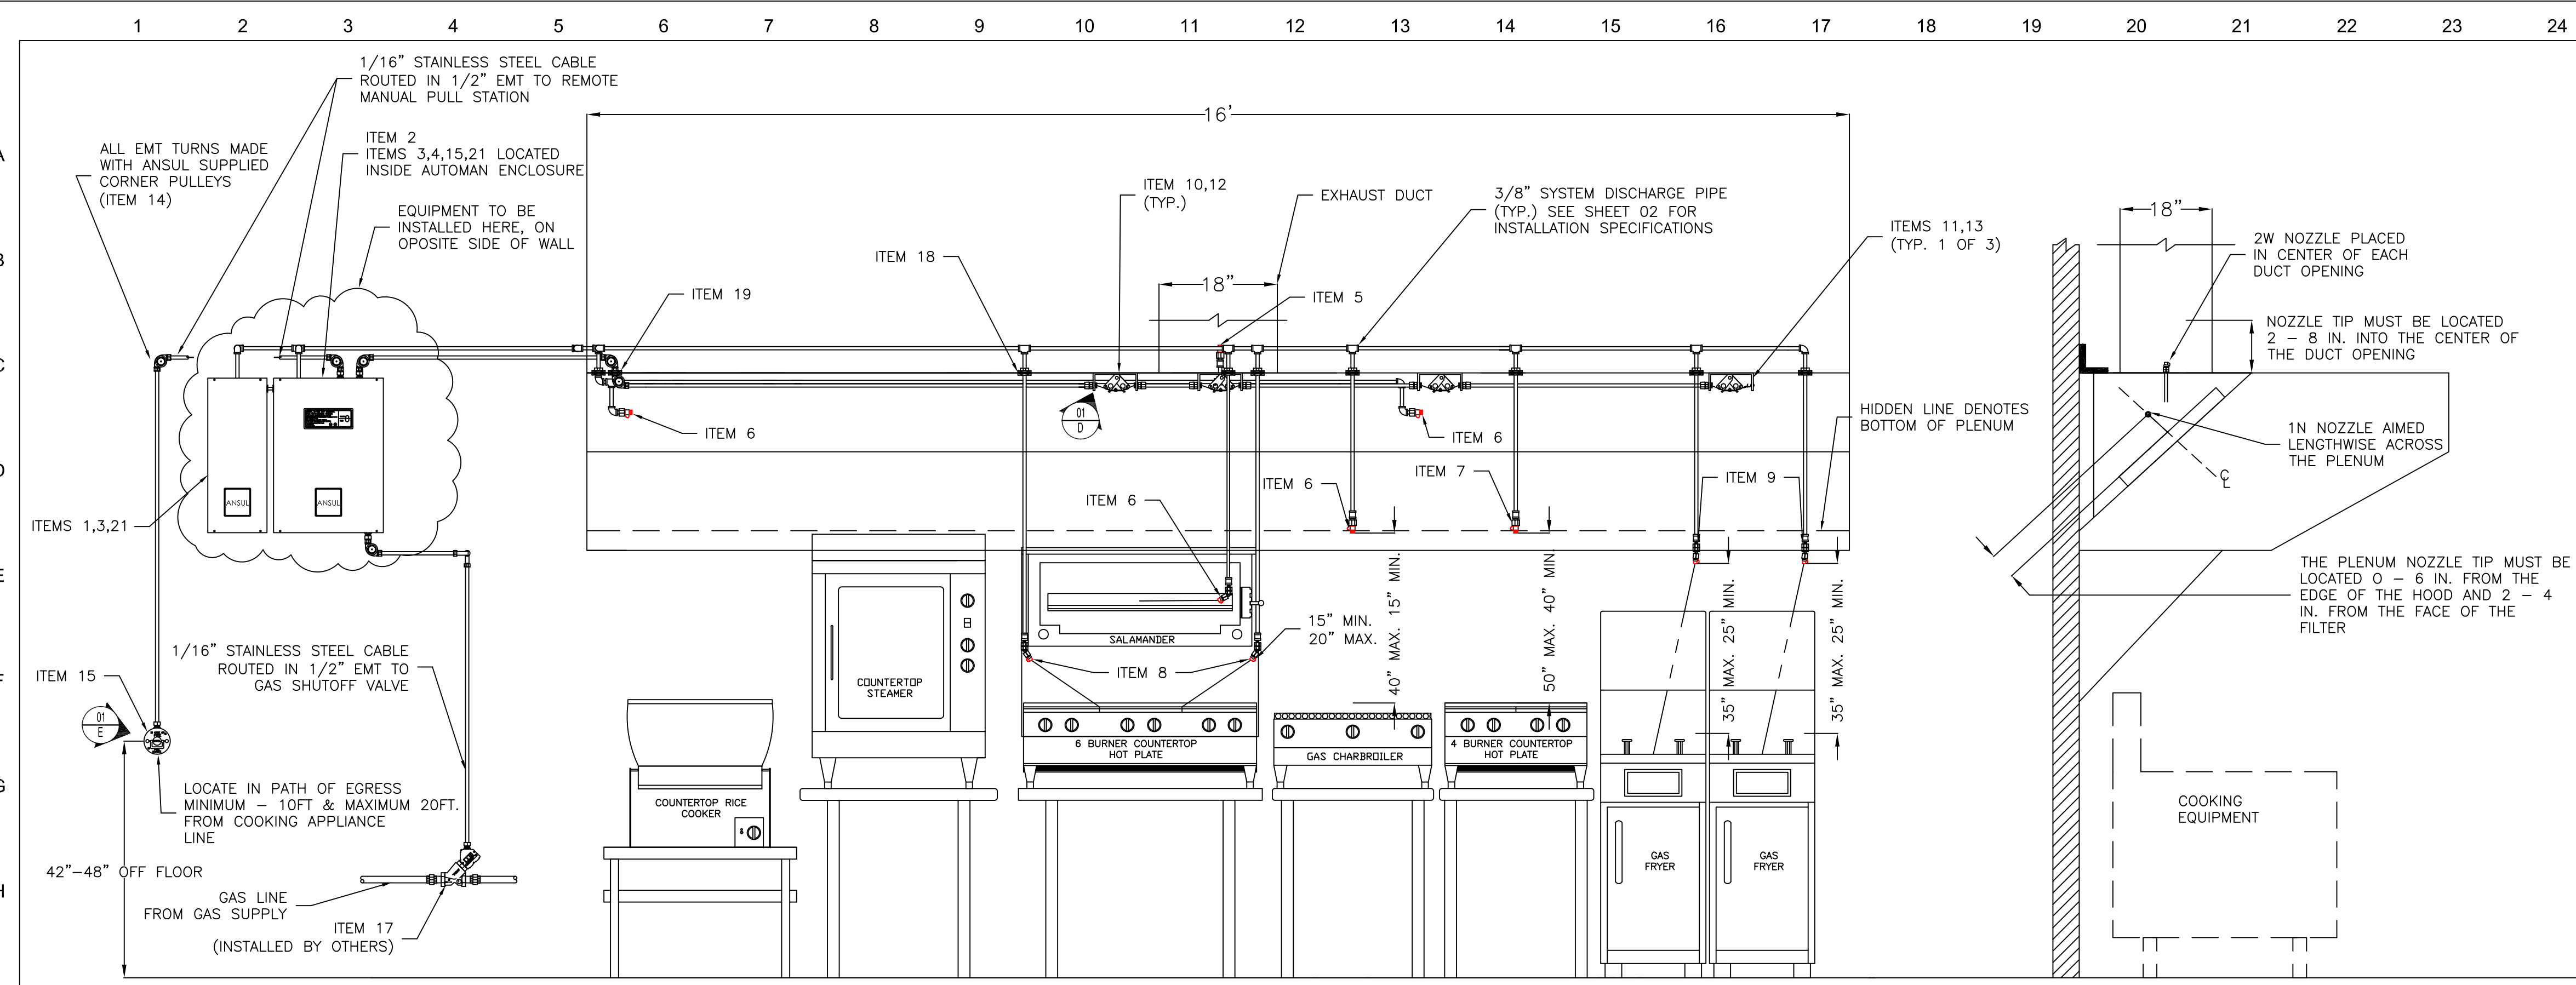 1 2 3 4 5 6 7 8 9 10 11 12 13 14 15 16 17 18 19 20 21 22 23 24
A
B
C
D
E
F
G
H
1/16" STAINLESS STEEL CABLE
ROUTED IN 1/2" EMT TO REMOTE
MANUAL PULL STATION
ALL EMT TURNS MADE
WITH ANSUL SUPPLIED
CORNER PULLEYS
(ITEM 14)
ITEM 2
ITEMS 3,4,15,21 LOCATED
INSIDE AUTOMAN ENCLOSURE
EQUIPMENT TO BE
INSTALLED HERE, ON
OPOSITE SIDE OF WALL
16'
ITEM 10,12
(TYP.)
EXHAUST DUCT
3/8" SYSTEM DISCHARGE PIPE
(TYP.) SEE SHEET 02 FOR
INSTALLATION SPECIFICATIONS
ITEMS 11,13
(TYP. 1 OF 3)
ITEM 18
18"
ITEM 5
ITEM 19
18"
2W NOZZLE PLACED
IN CENTER OF EACH
DUCT OPENING
NOZZLE TIP MUST BE LOCATED
2 – 8 IN. INTO THE CENTER OF
THE DUCT OPENING
ITEM 6
01
D
ITEM 6
HIDDEN LINE DENOTES
BOTTOM OF PLENUM
1N NOZZLE AIMED
LENGTHWISE ACROSS
THE PLENUM
CL
ANSUL
ANSUL
ITEMS 1,3,21
ITEM 6
ITEM 6
ITEM 7
ITEM 9
THE PLENUM NOZZLE TIP MUST BE
LOCATED 0 – 6 IN. FROM THE
EDGE OF THE HOOD AND 2 – 4
IN. FROM THE FACE OF THE
FILTER
SALAMANDER
15" MIN.
20" MAX.
ITEM 8
40" MAX. 15" MIN.
50" MAX. 40" MIN.
35" MAX. 25" MIN.
35" MAX. 25" MIN.
1/16" STAINLESS STEEL CABLE
ROUTED IN 1/2" EMT TO
GAS SHUTOFF VALVE
ITEM 15
01
E
COUNTERTOP
STEAMER
6 BURNER COUNTERTOP
HOT PLATE
GAS CHARBROILER
4 BURNER COUNTERTOP
HOT PLATE
LOCATE IN PATH OF EGRESS
MINIMUM – 10FT & MAXIMUM 20FT.
FROM COOKING APPLIANCE
LINE
COUNTERTOP RICE
COOKER
COOKING
EQUIPMENT
42"–48" OFF FLOOR
GAS
FRYER
GAS
FRYER
GAS LINE
FROM GAS SUPPLY
ITEM 17
(INSTALLED BY OTHERS)